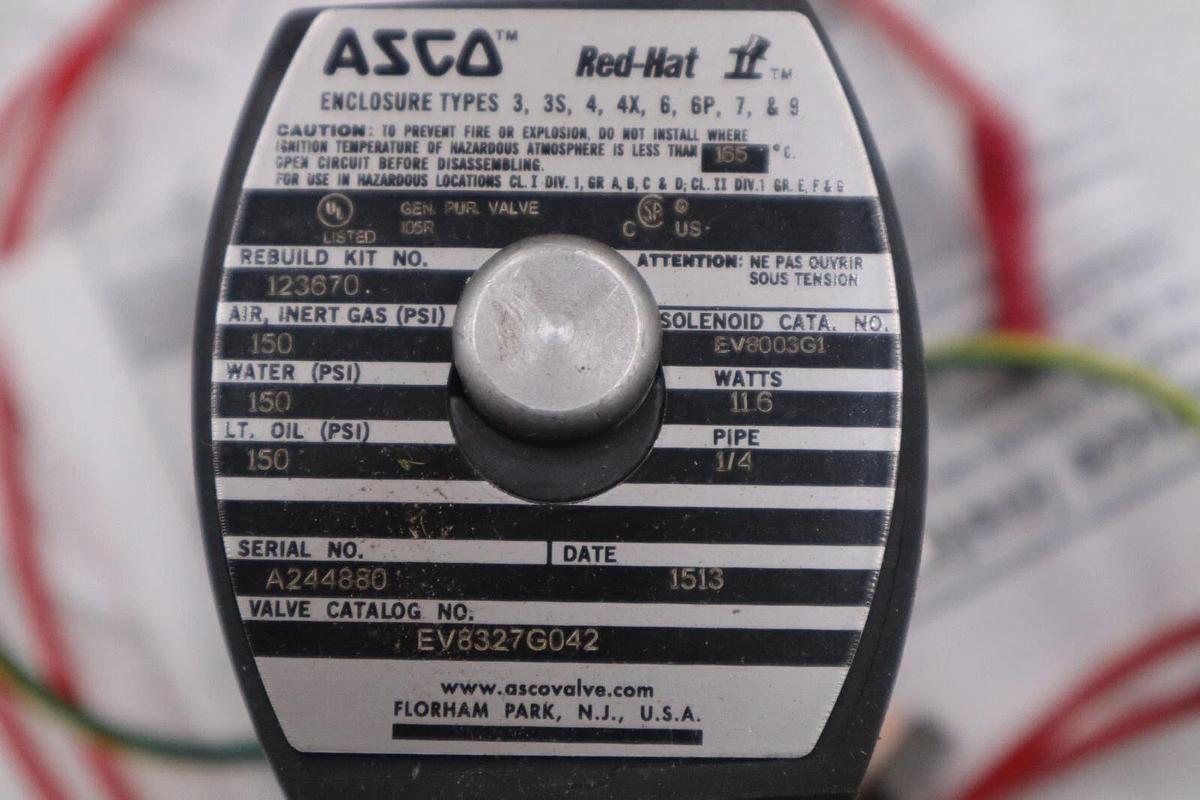 ASCO™ Red-Hat II™
ENCLOSURE TYPES 3, 3S, 4, 4X, 6, 6P, 7, & 9
CAUTION: TO PREVENT FIRE OR EXPLOSION, DO NOT INSTALL WHERE
IGNITION TEMPERATURE OF HAZARDOUS ATMOSPHERE IS LESS THAN 165 °C.
OPEN CIRCUIT BEFORE DISASSEMBLING.
FOR USE IN HAZARDOUS LOCATIONS CL. I DIV. 1, GR A, B, C & D; CL. II DIV. 1 GR. E, F & G
UL GEN. PUR. VALVE SP ©
LISTED 105R C US
REBUILD KIT NO. ATTENTION: NE PAS OUVRIR
SOUS TENSION
123670.
AIR, INERT GAS (PSI) SOLENOID CATA. NO.
150 EV8003G1
WATER (PSI) WATTS
150 11.6
LT. OIL (PSI) PIPE
150 1/4
SERIAL NO. DATE
A244880 1513
VALVE CATALOG NO.
EV8327G042
www.ascovalve.com
FLORHAM PARK, N.J., U.S.A.